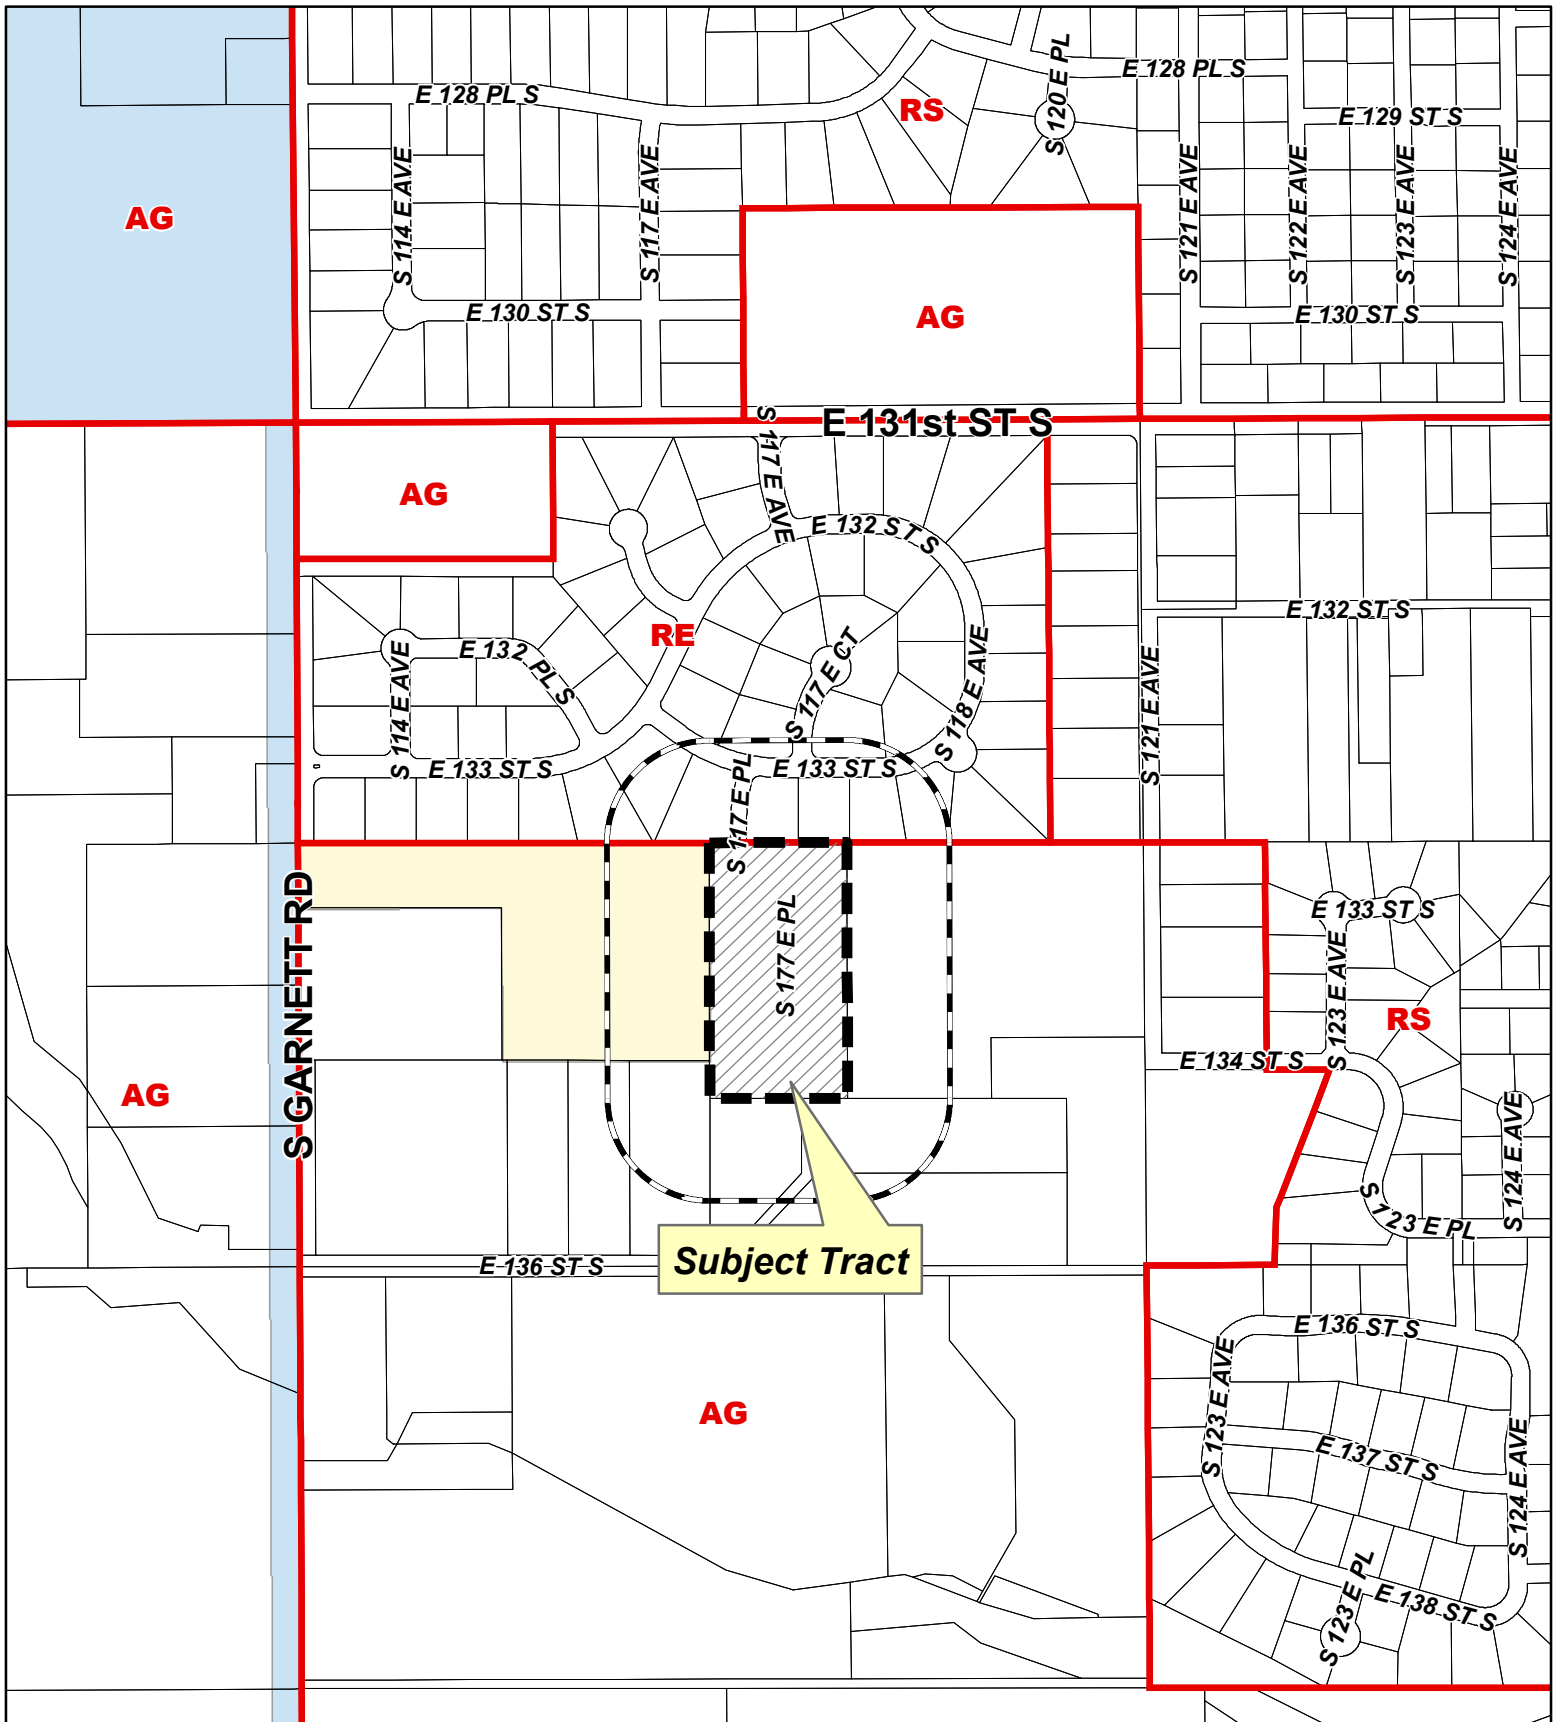 E 128 PL S
RS
S 120 E PL
E 128 PL S
E 129 ST S
AG
S 114 E AVE
S 117 E AVE
S 121 E AVE
S 122 E AVE
S 123 E AVE
S 124 E AVE
E 130 ST S
AG
E 130 ST S
E 131st ST S
AG
S 117 E AVE
E 132 ST S
E 132 ST S
RE
E 132 PL S
S 117 E CT
S 118 E AVE
S 114 E AVE
S 121 E AVE
E 133 ST S
S 117 E PL
E 133 ST S
S GARNETT RD
S 177 E PL
E 133 ST S
S 123 E AVE
RS
AG
E 134 ST S
S 124 E AVE
S 123 E PL
Subject Tract
E 136 ST S
E 136 ST S
S 123 E AVE
AG
E 137 ST S
S 124 E AVE
S 123 E PL
E 138 ST S